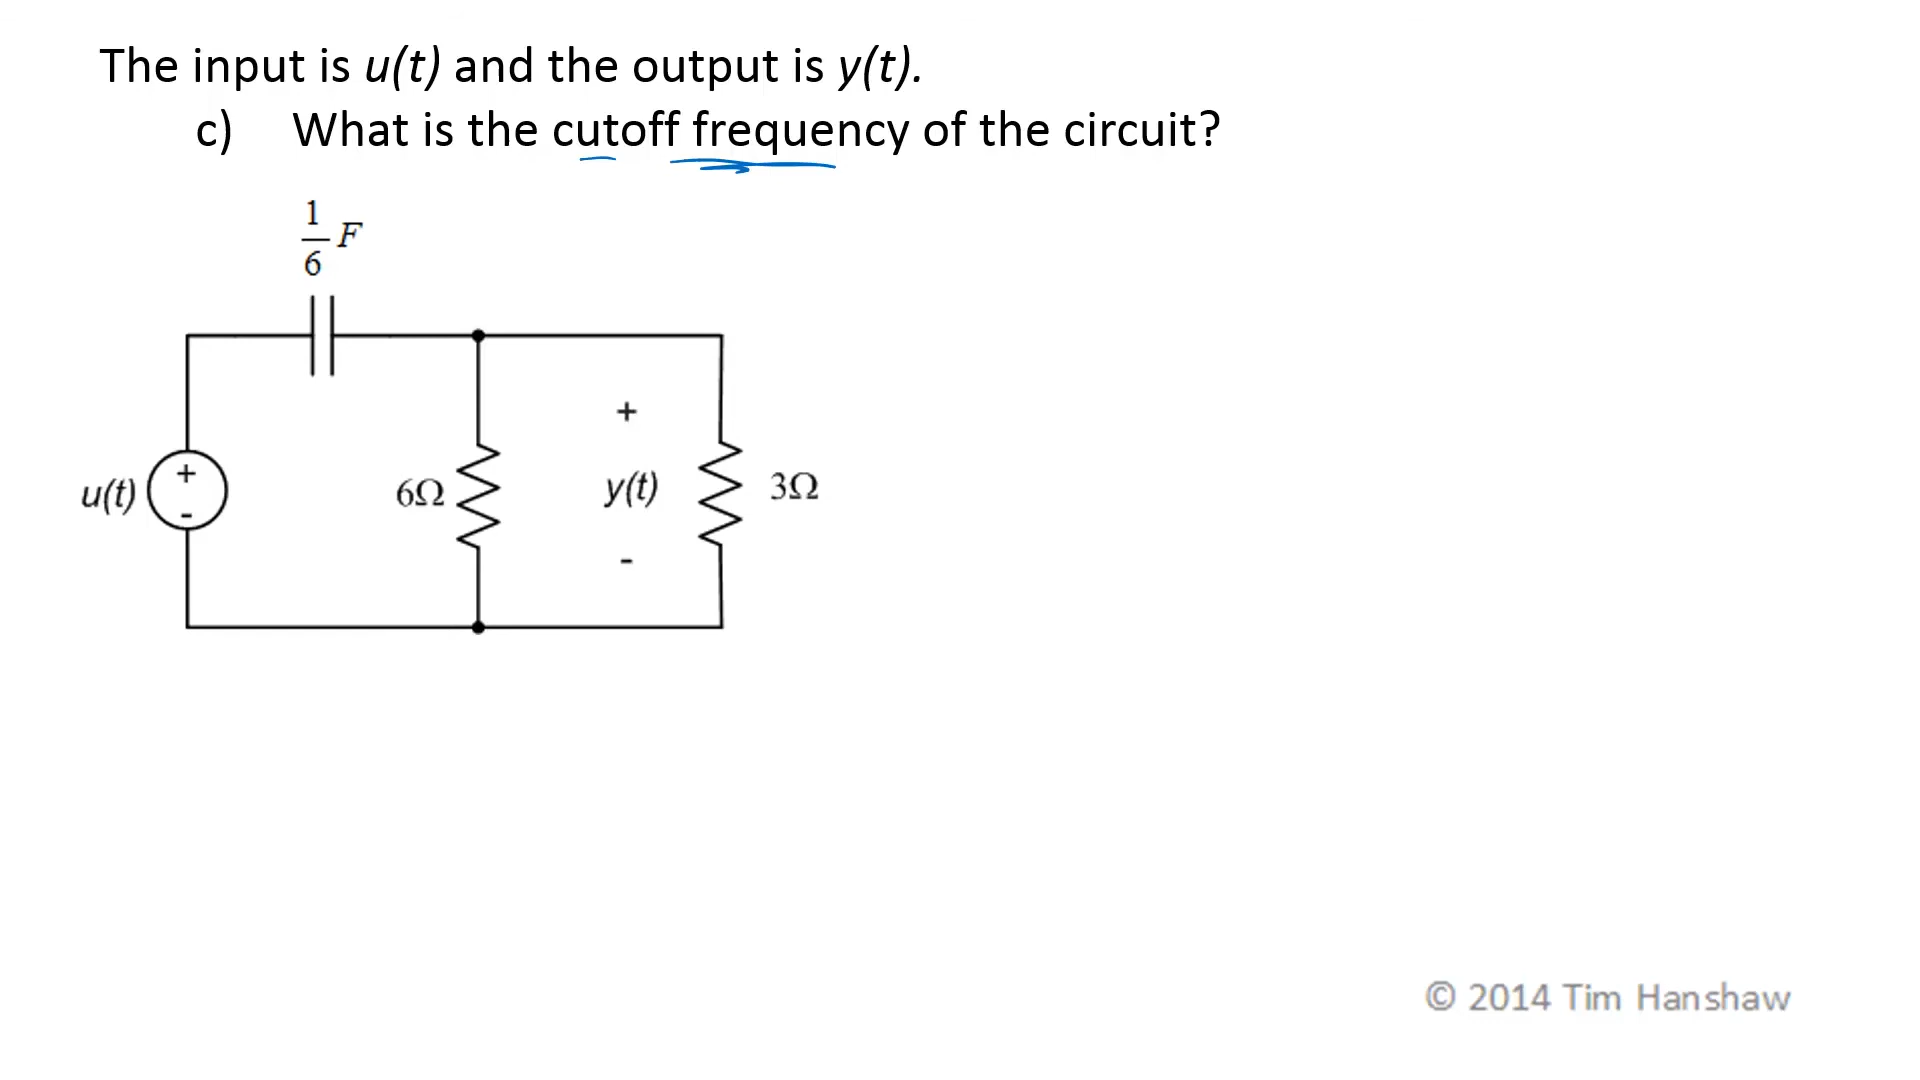 The input is u(t) and the output is y(t).
c) What is the cutoff frequency of the circuit?
1
6
F
+
u(t)
+
-
6Ω
y(t)
3Ω
-
© 2014 Tim Hanshaw